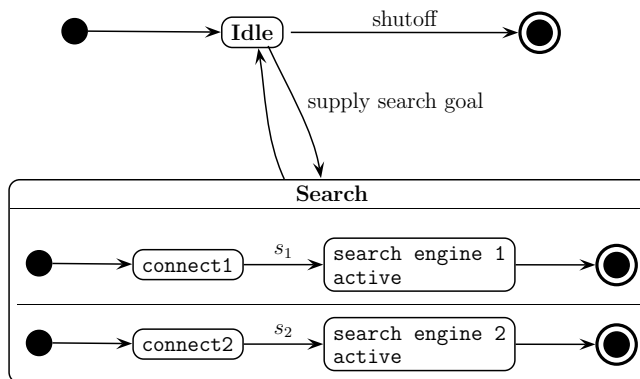 shutoff
Idle
supply search goal
Search
s1
connect1
search engine 1
active
s2
connect2
search engine 2
active